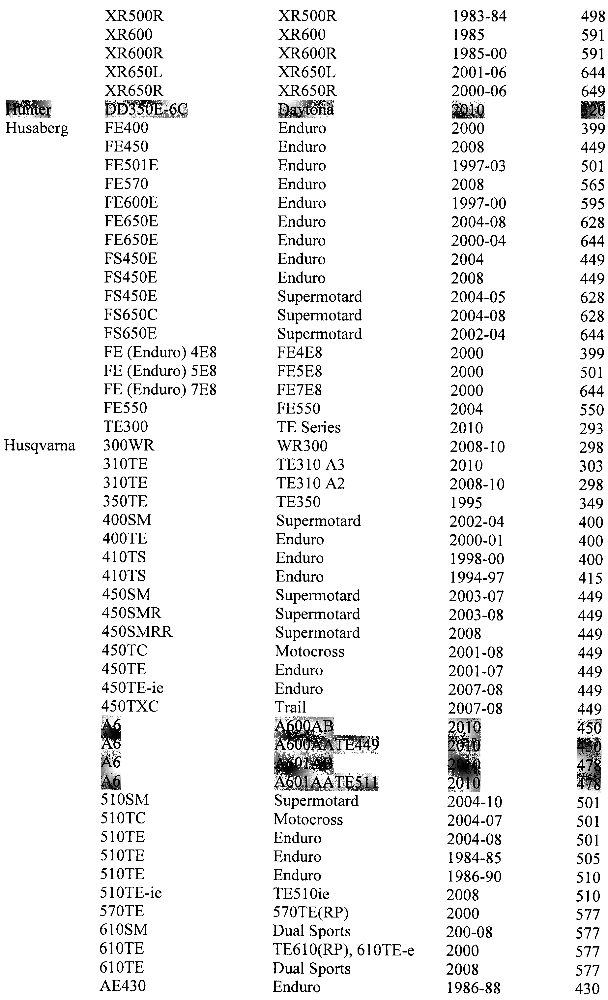 XR500R XR500R 1983-84 498
XR600 XR600 1985 591
XR600R XR600R 1985-00 591
XR650L XR650L 2001-06 644
XR650R XR650R 2000-06 649
Hunter DD350E-6C Daytona 2010 320
Husaberg FE400 Enduro 2000 399
FE450 Enduro 2008 449
FE501E Enduro 1997-03 501
FE570 Enduro 2008 565
FE600E Enduro 1997-00 595
FE650E Enduro 2004-08 628
FE650E Enduro 2000-04 644
FS450E Enduro 2004 449
FS450E Enduro 2008 449
FS450E Supermotard 2004-05 628
FS650C Supermotard 2004-08 628
FS650E Supermotard 2002-04 644
FE (Enduro) 4E8 FE4E8 2000 399
FE (Enduro) 5E8 FE5E8 2000 501
FE (Enduro) 7E8 FE7E8 2000 644
FE550 FE550 2004 550
TE300 TE Series 2010 293
Husqvarna 300WR WR300 2008-10 298
310TE TE310 A3 2010 303
310TE TE310 A2 2008-10 298
350TE TE350 1995 349
400SM Supermotard 2002-04 400
400TE Enduro 2000-01 400
410TS Enduro 1998-00 400
410TS Enduro 1994-97 415
450SM Supermotard 2003-07 449
450SMR Supermotard 2003-08 449
450SMRR Supermotard 2008 449
450TC Motocross 2001-08 449
450TE Enduro 2001-07 449
450TE-ie Enduro 2007-08 449
450TXC Trail 2007-08 449
A6 A600AB 2010 450
A6 A600AATE449 2010 450
A6 A601AB 2010 478
A6 A601AATE511 2010 478
510SM Supermotard 2004-10 501
510TC Motocross 2004-07 501
510TE Enduro 2004-08 501
510TE Enduro 1984-85 505
510TE Enduro 1986-90 510
510TE-ie TE510ie 2008 510
570TE 570TE(RP) 2000 577
610SM Dual Sports 200-08 577
610TE TE610(RP), 610TE-e 2000 577
610TE Dual Sports 2008 577
AE430 Enduro 1986-88 430